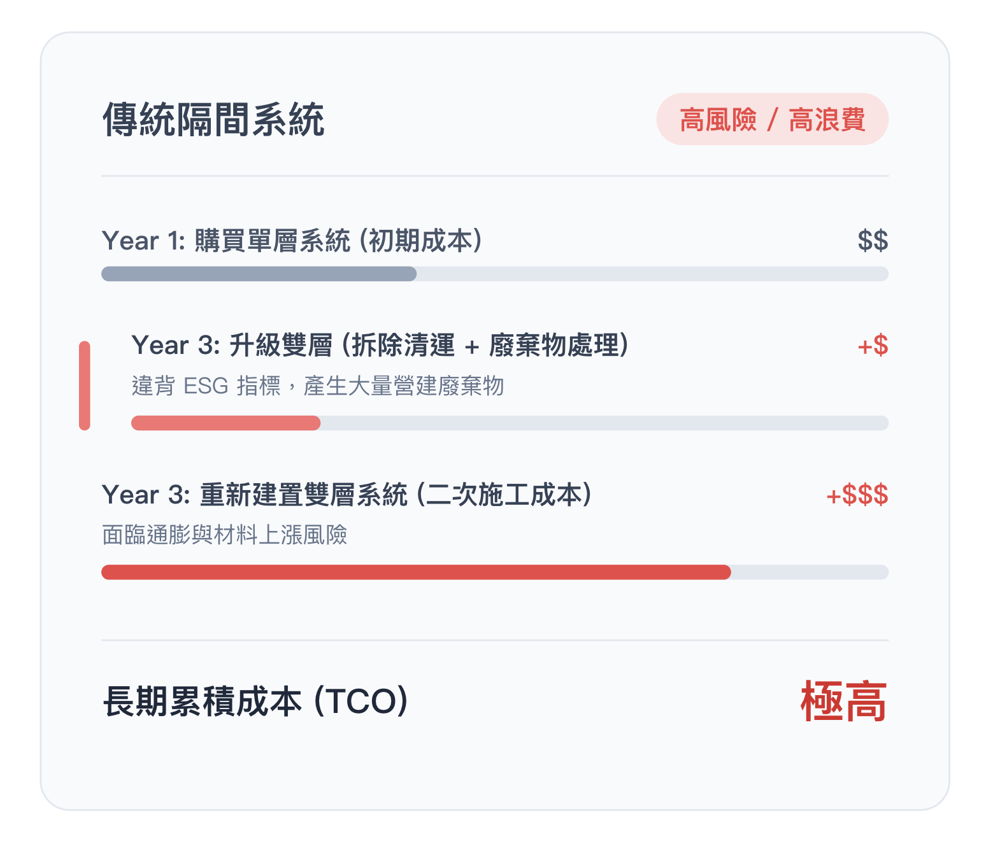 傳統隔間系統
高風險 / 高浪費
Year 1: 購買單層系統 (初期成本)
$$
Year 3: 升級雙層 (拆除清運 + 廢棄物處理)
+$
違背 ESG 指標，產生大量營建廢棄物
Year 3: 重新建置雙層系統 (二次施工成本)
+$$$
面臨通膨與材料上漲風險
長期累積成本 (TCO)
極高